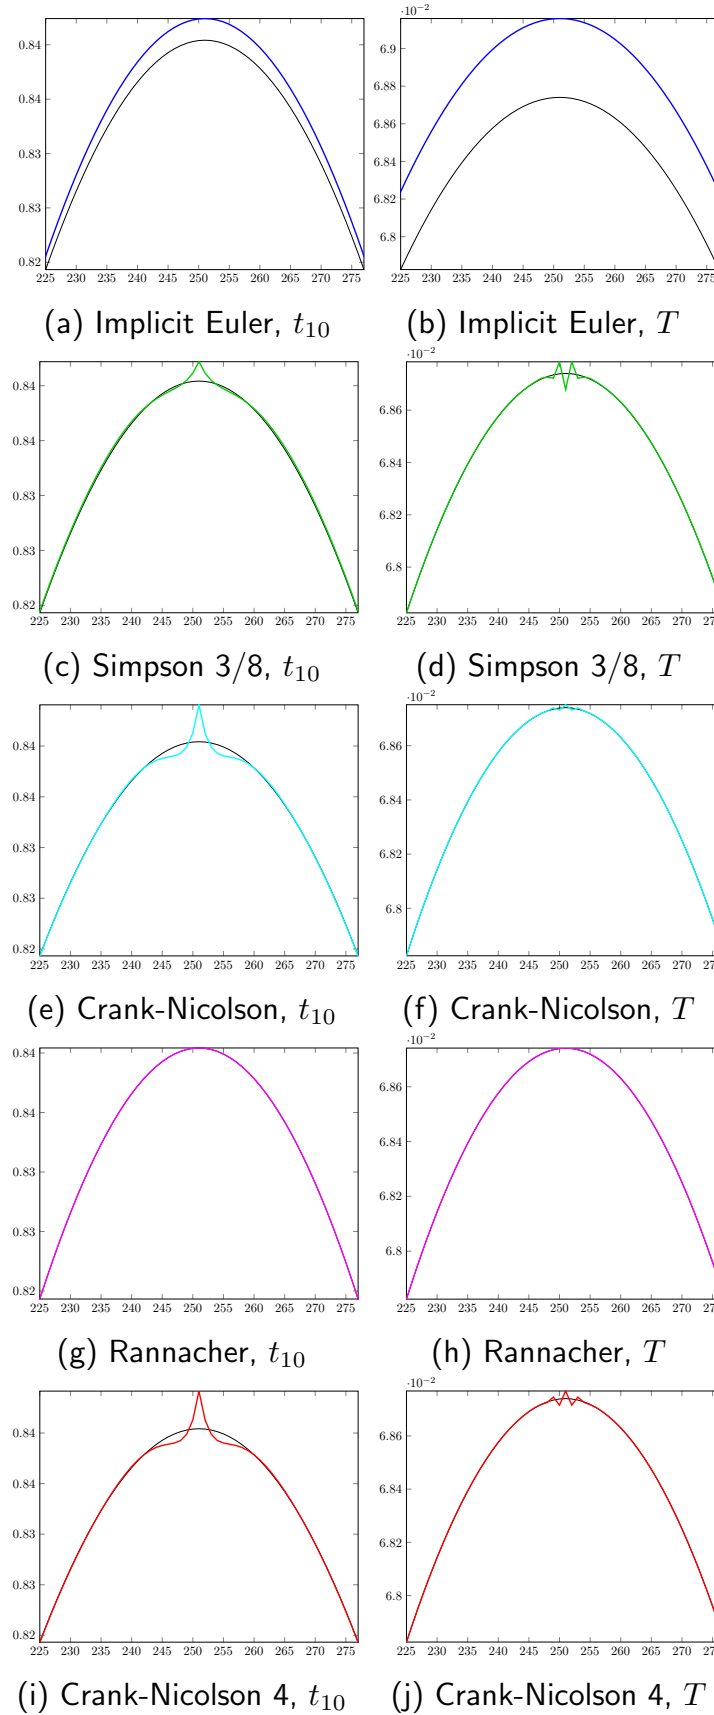 0.84
0.84
0.83
0.83
0.82
225 230 235 240 245 250 255 260 265 270 275
·10⁻²
6.9
6.88
6.86
6.84
6.82
6.8
225 230 235 240 245 250 255 260 265 270 275
(a) Implicit Euler, t₁₀
(b) Implicit Euler, T
0.84
0.84
0.83
0.83
0.82
225 230 235 240 245 250 255 260 265 270 275
·10⁻²
6.86
6.84
6.82
6.8
225 230 235 240 245 250 255 260 265 270 275
(c) Simpson 3/8, t₁₀
(d) Simpson 3/8, T
0.84
0.84
0.83
0.83
0.82
225 230 235 240 245 250 255 260 265 270 275
·10⁻²
6.86
6.84
6.82
6.8
225 230 235 240 245 250 255 260 265 270 275
(e) Crank-Nicolson, t₁₀
(f) Crank-Nicolson, T
0.84
0.84
0.83
0.83
0.82
225 230 235 240 245 250 255 260 265 270 275
·10⁻²
6.86
6.84
6.82
6.8
225 230 235 240 245 250 255 260 265 270 275
(g) Rannacher, t₁₀
(h) Rannacher, T
0.84
0.84
0.83
0.83
0.82
225 230 235 240 245 250 255 260 265 270 275
·10⁻²
6.86
6.84
6.82
6.8
225 230 235 240 245 250 255 260 265 270 275
(i) Crank-Nicolson 4, t₁₀
(j) Crank-Nicolson 4, T